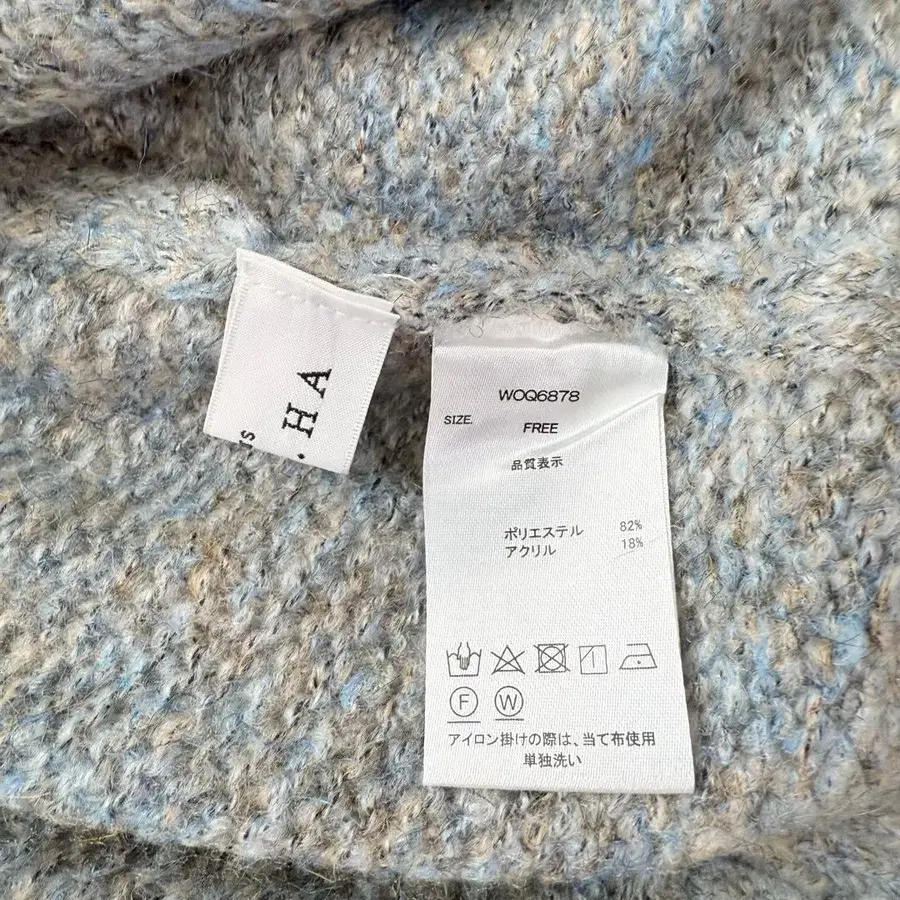 HA
WOQ6878
SIZE.
FREE
品質表示
ポリエステル 82%
アクリル 18%
F W
アイロン掛けの際は、当て布使用
単独洗い